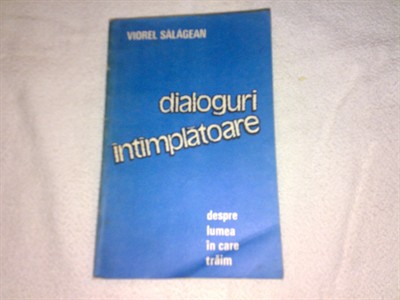 VIOREL SĂLĂGEAN
dialoguri
întîmplătoare
despre
lumea
în care
trăim